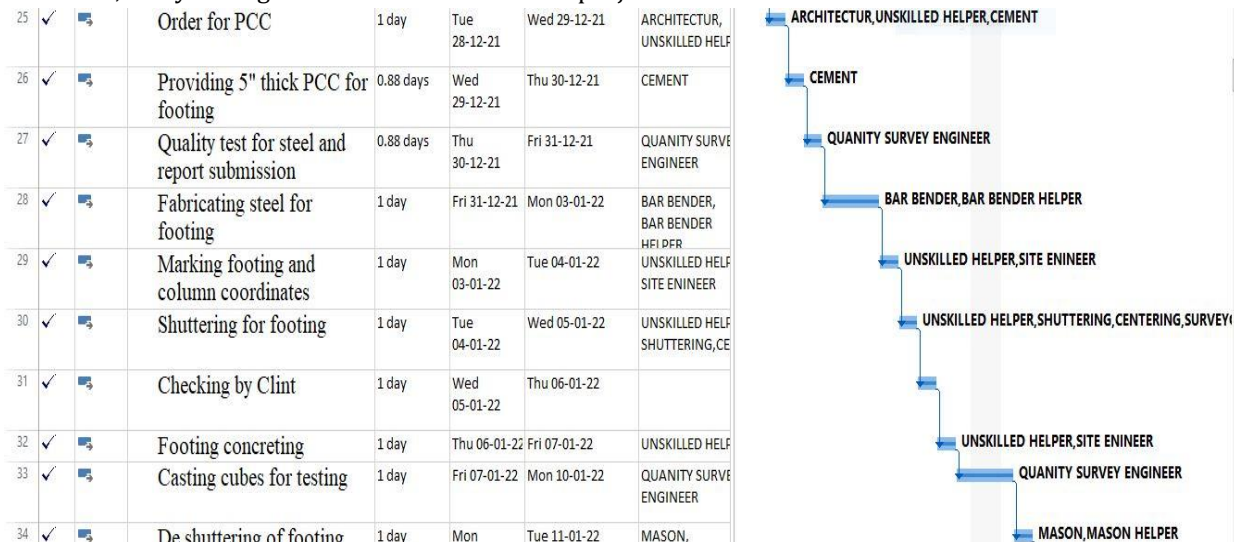 25 Order for PCC 1 day Tue 28-12-21 Wed 29-12-21 ARCHITECTUR, UNSKILLED HELP
ARCHITECTUR,UNSKILLED HELPER,CEMENT
26 Providing 5" thick PCC for footing 0.88 days Wed 29-12-21 Thu 30-12-21 CEMENT
CEMENT
27 Quality test for steel and report submission 0.88 days Thu 30-12-21 Fri 31-12-21 QUANITY SURVE ENGINEER
QUANITY SURVEY ENGINEER
28 Fabricating steel for footing 1 day Fri 31-12-21 Mon 03-01-22 BAR BENDER, BAR BENDER HELPER
BAR BENDER,BAR BENDER HELPER
29 Marking footing and column coordinates 1 day Mon 03-01-22 Tue 04-01-22 UNSKILLED HELP SITE ENINEER
UNSKILLED HELPER,SITE ENINEER
30 Shuttering for footing 1 day Tue 04-01-22 Wed 05-01-22 UNSKILLED HELP SHUTTERING,CE
UNSKILLED HELPER,SHUTTERING,CENTERING,SURVEY
31 Checking by Clint 1 day Wed 05-01-22 Thu 06-01-22
32 Footing concreting 1 day Thu 06-01-22 Fri 07-01-22 UNSKILLED HELP
UNSKILLED HELPER,SITE ENINEER
33 Casting cubes for testing 1 day Fri 07-01-22 Mon 10-01-22 QUANITY SURVE ENGINEER
QUANITY SURVEY ENGINEER
34 De shuttering of footing 1 day Mon Tue 11-01-22 MASON,
MASON,MASON HELPER